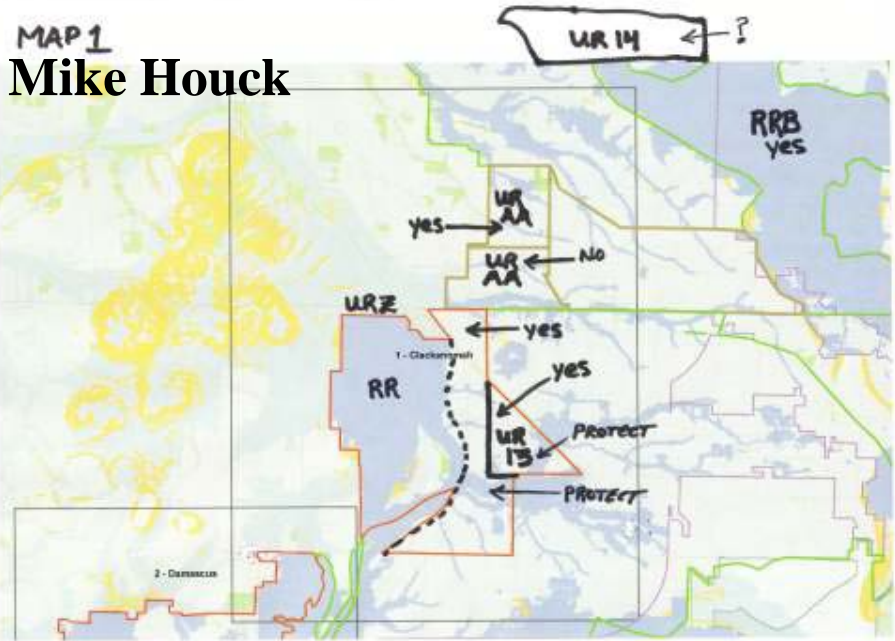 MAP 1
UR 14
?
Mike Houck
RRB
yes
UR
AA
yes
UR
AA
NO
URZ
yes
1 - Clackanomah
RR
yes
UR
13
PROTECT
PROTECT
2 - Damascus